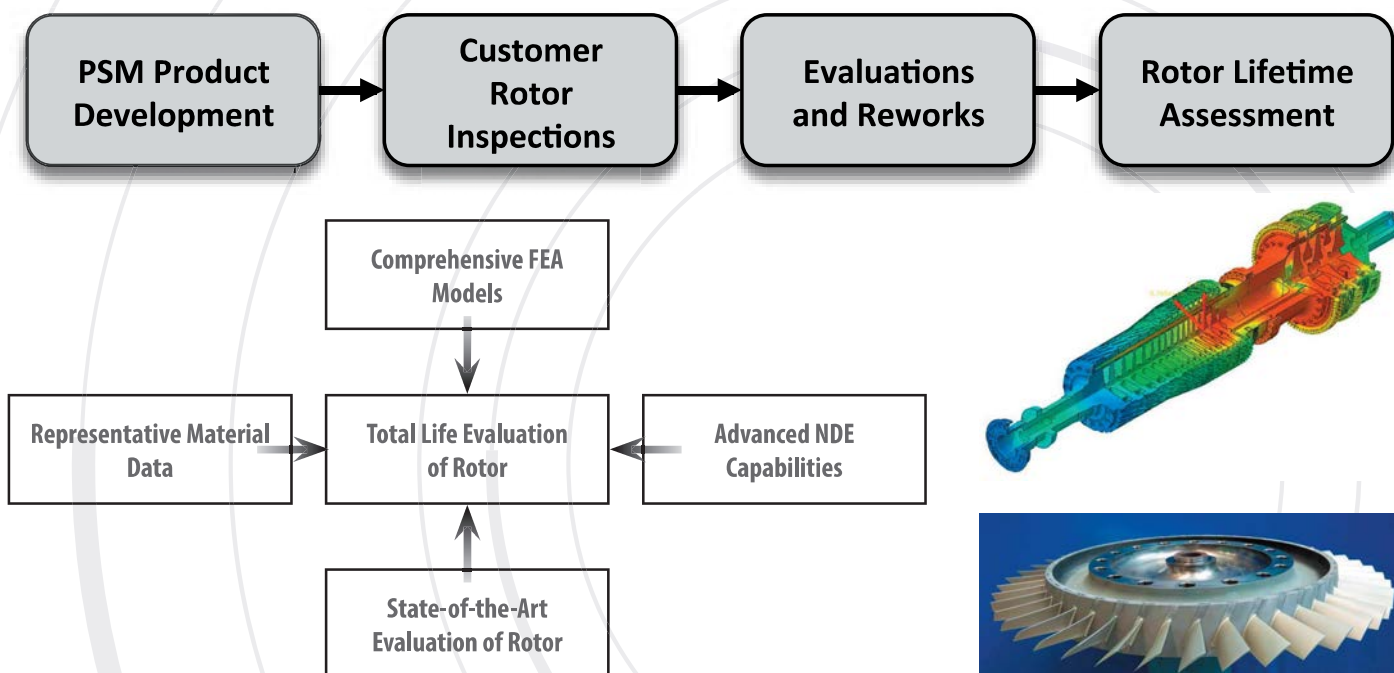 PSM Product
Development
Customer
Rotor
Inspections
Evaluations
and Reworks
Rotor Lifetime
Assessment
Comprehensive FEA
Models
Representative Material
Data
Total Life Evaluation
of Rotor
Advanced NDE
Capabilities
State-of-the-Art
Evaluation of Rotor